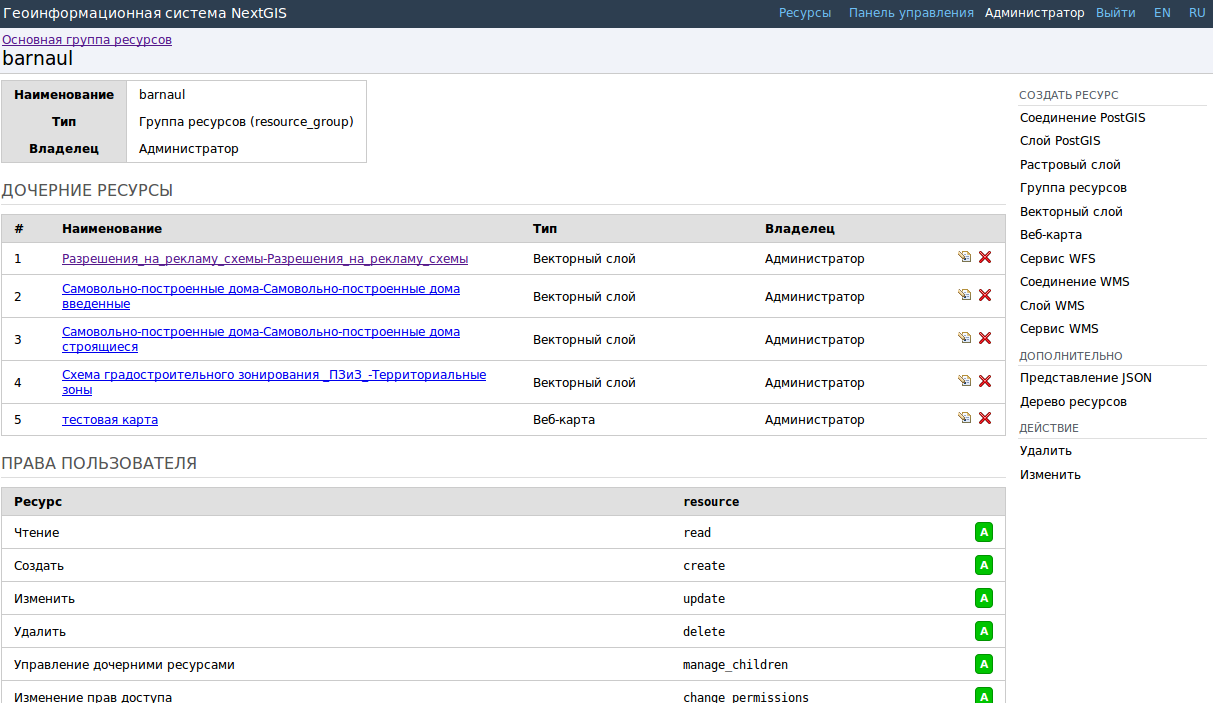 Геоинформационная система NextGIS
Ресурсы Панель управления Администратор Выйти EN RU
Основная группа ресурсов
barnaul
Наименование barnaul
Тип Группа ресурсов (resource_group)
Владелец Администратор
ДОЧЕРНИЕ РЕСУРСЫ
# Наименование Тип Владелец
1 Разрешения_на_рекламу_схемы-Разрешения_на_рекламу_схемы Векторный слой Администратор
2 Самовольно-построенные дома-Самовольно-построенные дома Векторный слой Администратор
введенные
3 Самовольно-построенные дома-Самовольно-построенные дома Векторный слой Администратор
строящиеся
4 Схема градостроительного зонирования _ПЗиЗ_-Территориальные Векторный слой Администратор
зоны
5 тестовая карта Веб-карта Администратор
ПРАВА ПОЛЬЗОВАТЕЛЯ
Ресурс resource
Чтение read A
Создать create A
Изменить update A
Удалить delete A
Управление дочерними ресурсами manage_children A
Изменение прав доступа change_permissions A
СОЗДАТЬ РЕСУРС
Соединение PostGIS
Слой PostGIS
Растровый слой
Группа ресурсов
Векторный слой
Веб-карта
Сервис WFS
Соединение WMS
Слой WMS
Сервис WMS
ДОПОЛНИТЕЛЬНО
Представление JSON
Дерево ресурсов
ДЕЙСТВИЕ
Удалить
Изменить